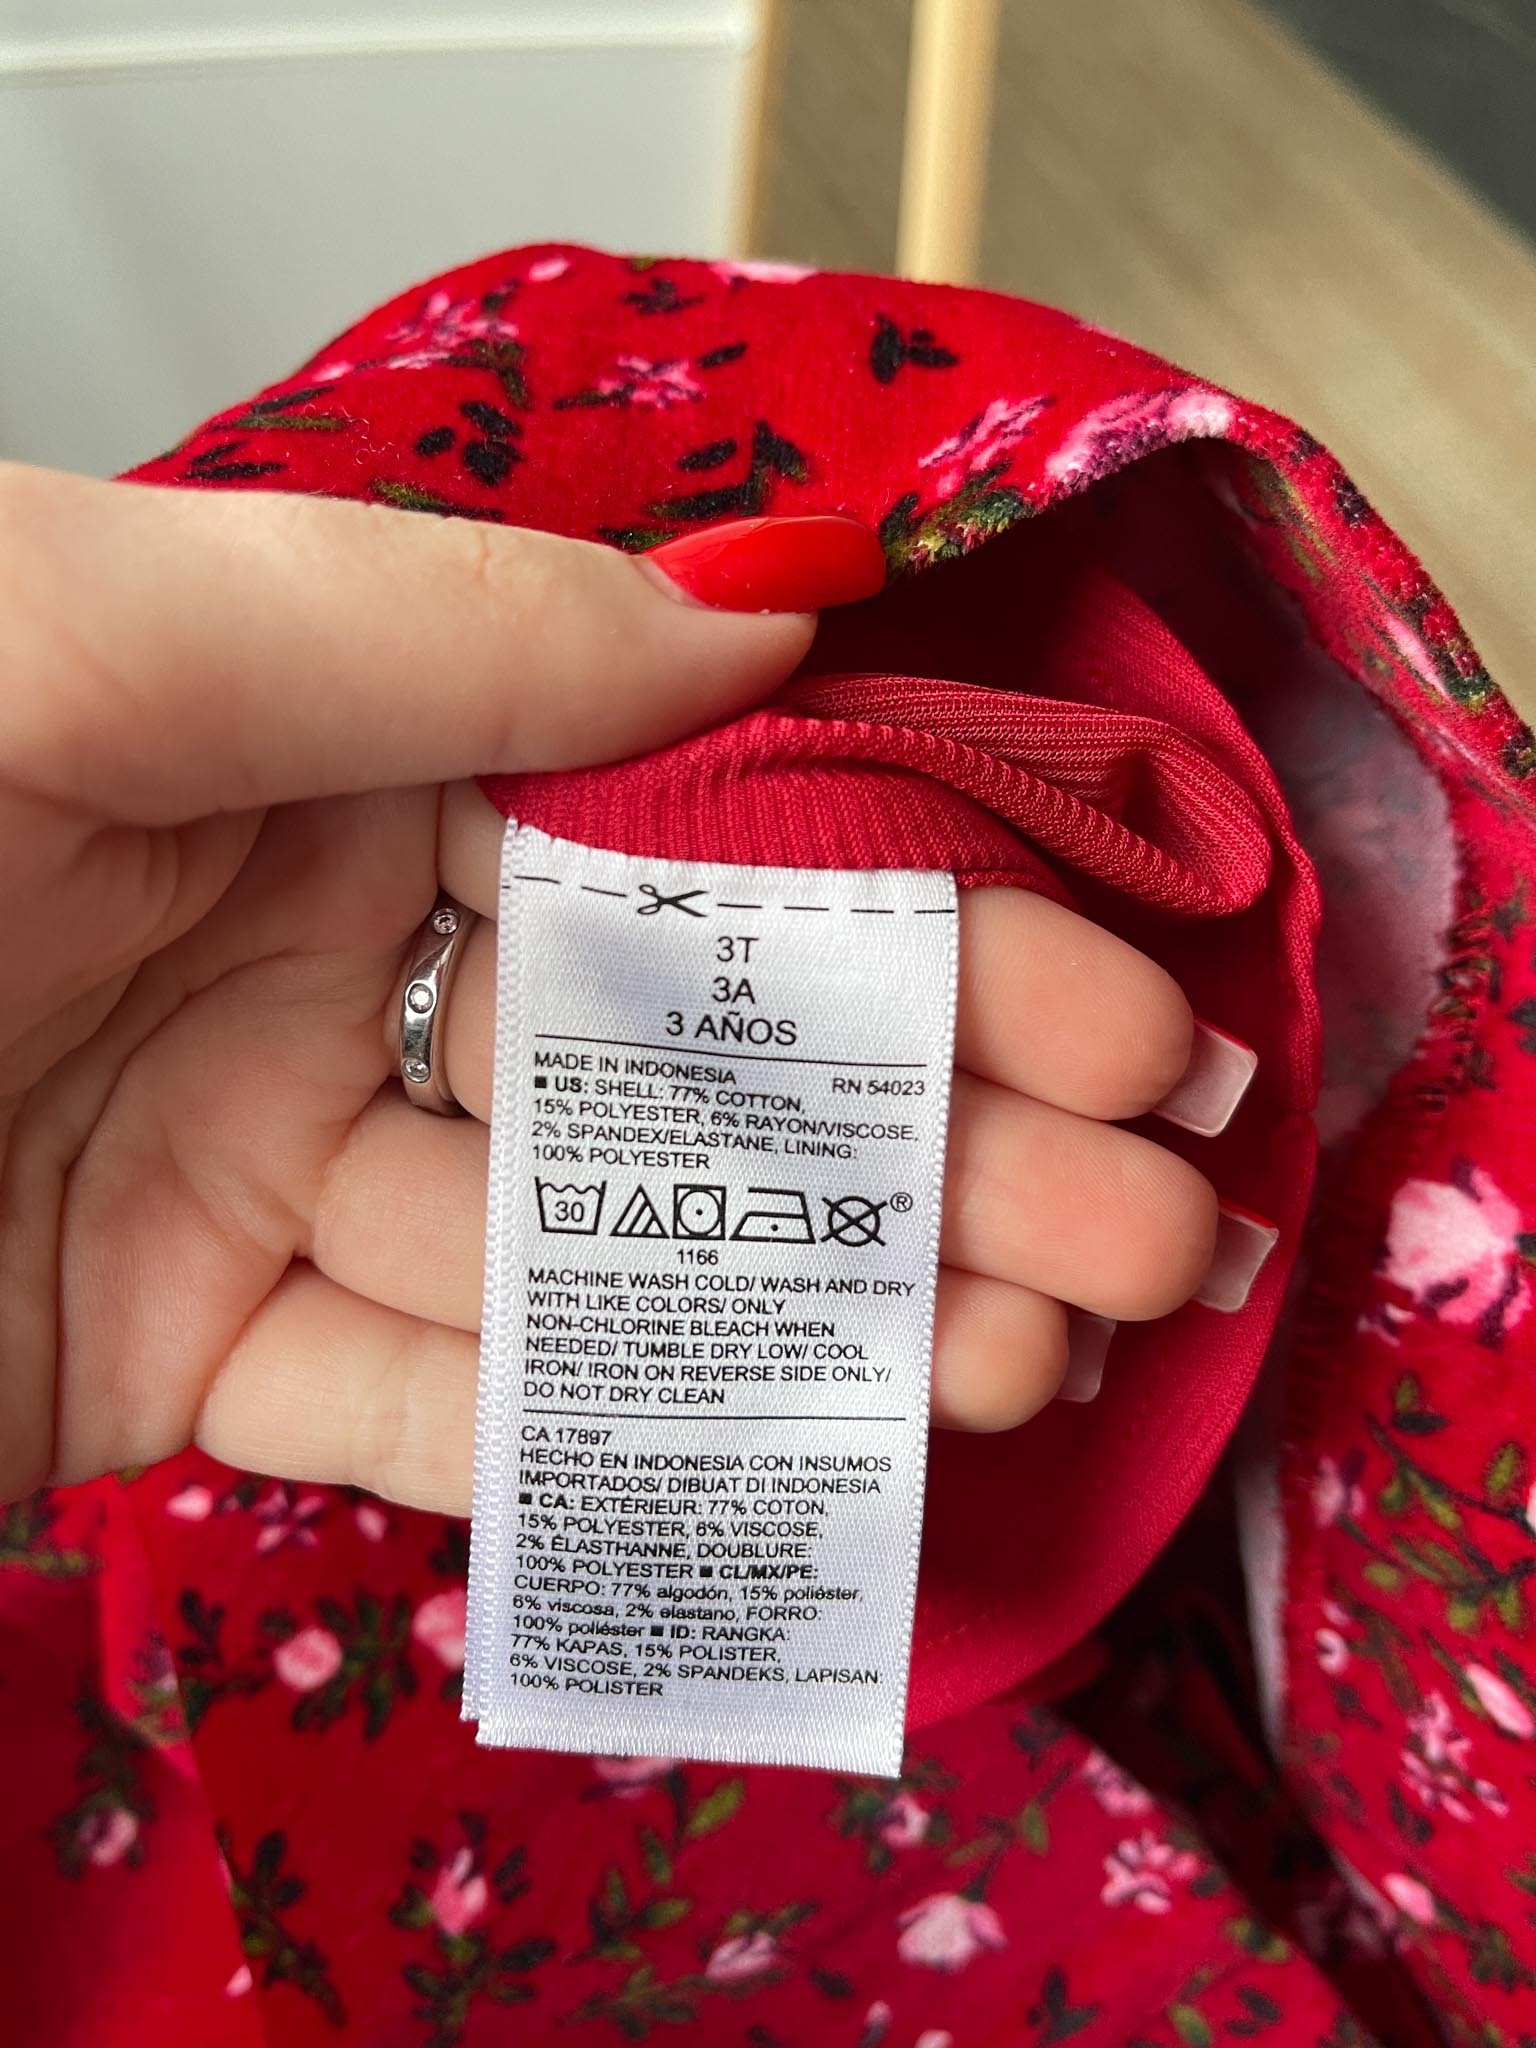 3T
3A
3 AÑOS
MADE IN INDONESIA
RN 54023
■ US: SHELL: 77% COTTON,
15% POLYESTER, 6% RAYON/VISCOSE,
2% SPANDEX/ELASTANE, LINING:
100% POLYESTER
30
®
1166
MACHINE WASH COLD/ WASH AND DRY
WITH LIKE COLORS/ ONLY
NON-CHLORINE BLEACH WHEN
NEEDED/ TUMBLE DRY LOW/ COOL
IRON/ IRON ON REVERSE SIDE ONLY/
DO NOT DRY CLEAN
CA 17897
HECHO EN INDONESIA CON INSUMOS
IMPORTADOS/ DIBUAT DI INDONESIA
■ CA: EXTÉRIEUR: 77% COTON,
15% POLYESTER, 6% VISCOSE,
2% ÉLASTHANNE, DOUBLURE:
100% POLYESTER ■ CL/MX/PE:
CUERPO: 77% algodón, 15% poliéster,
6% viscosa, 2% elastano, FORRO:
100% poliéster ■ ID: RANGKA:
77% KAPAS, 15% POLISTER,
6% VISCOSE, 2% SPANDEKS, LAPISAN:
100% POLISTER